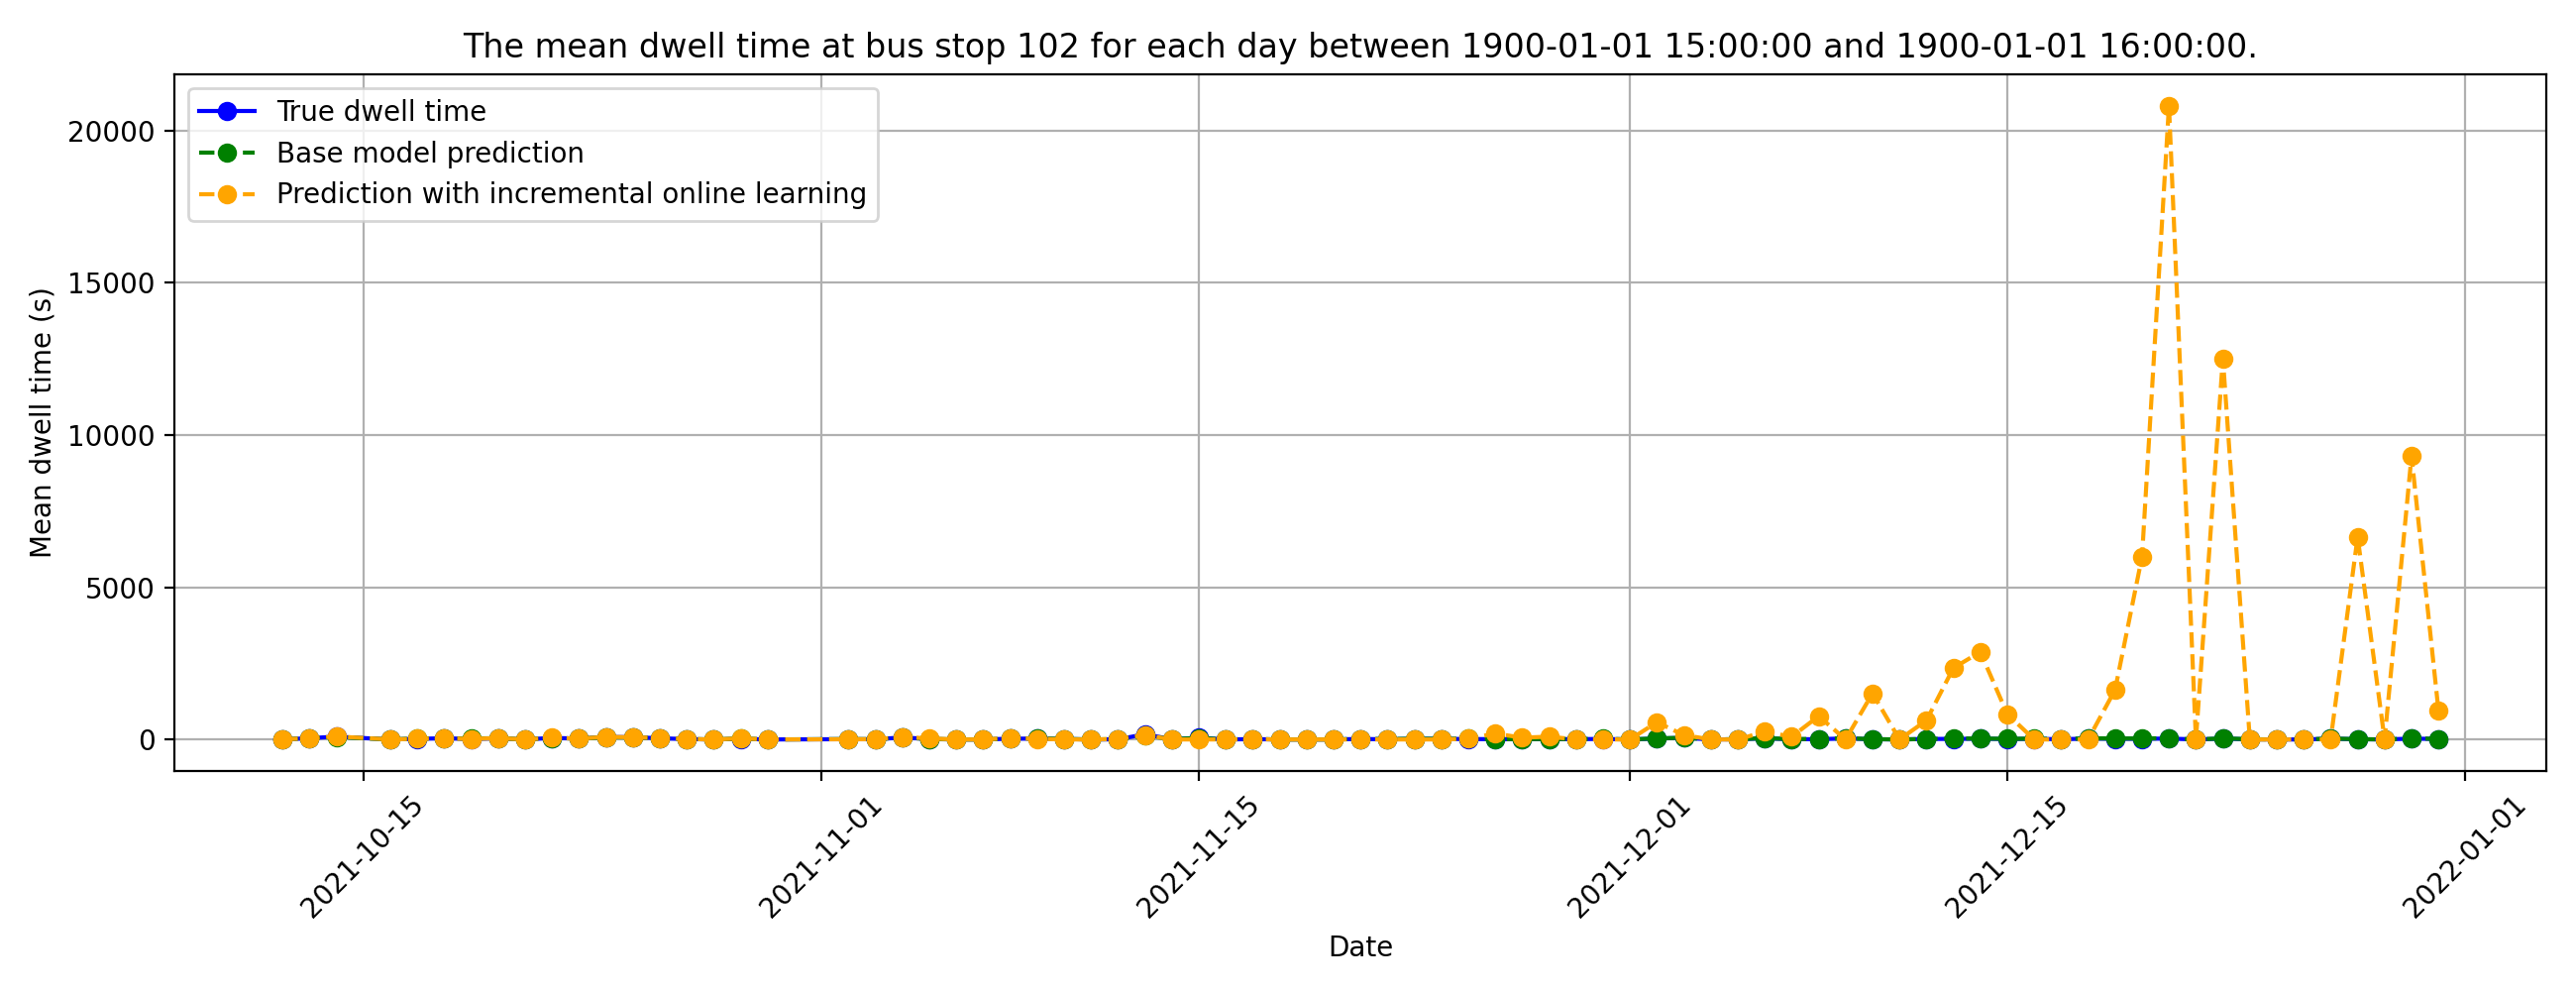 The mean dwell time at bus stop 102 for each day between 1900-01-01 15:00:00 and 1900-01-01 16:00:00.
True dwell time
Base model prediction
Prediction with incremental online learning
Mean dwell time (s)
20000
15000
10000
5000
0
2021-10-15
2021-11-01
2021-11-15
2021-12-01
2021-12-15
2022-01-01
Date